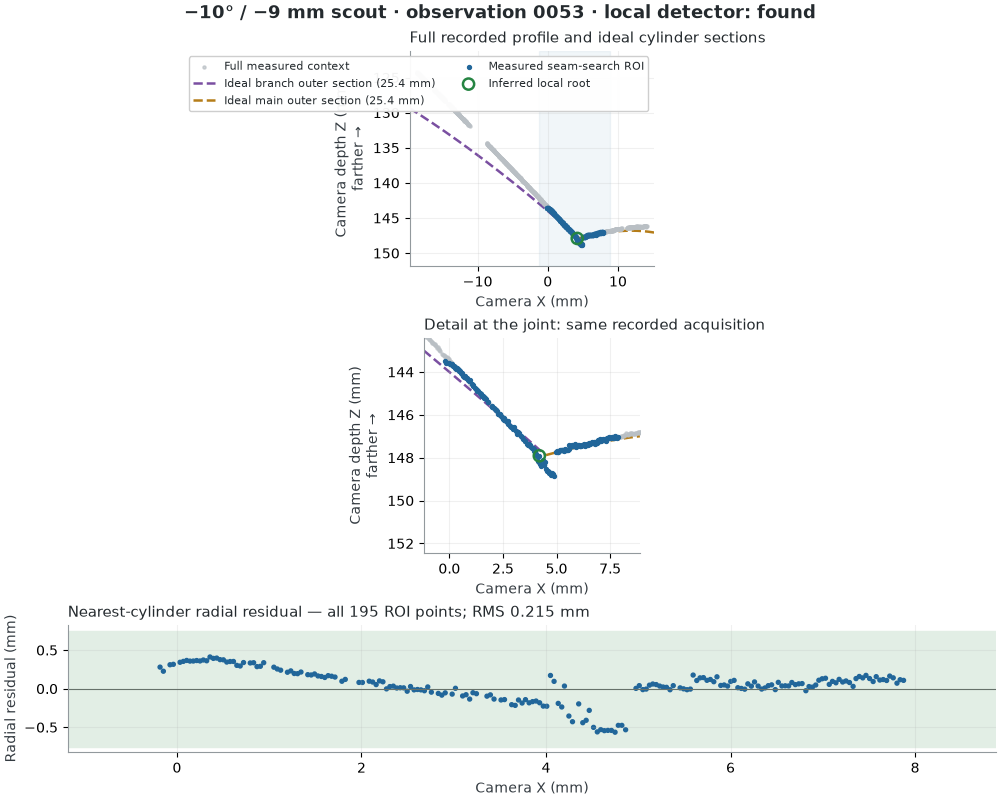 −10° / −9 mm scout · observation 0053 · local detector: found
Full recorded profile and ideal cylinder sections
Full measured context
Ideal branch outer section (25.4 mm)
Ideal main outer section (25.4 mm)
Measured seam-search ROI
Inferred local root
Camera depth Z (
farther →
130
135
140
145
150
−10
0
10
Camera X (mm)
Detail at the joint: same recorded acquisition
Camera depth Z (mm)
farther →
144
146
148
150
152
0.0
2.5
5.0
7.5
Camera X (mm)
Nearest-cylinder radial residual — all 195 ROI points; RMS 0.215 mm
Radial residual (mm)
0.5
0.0
−0.5
0
2
4
6
8
Camera X (mm)